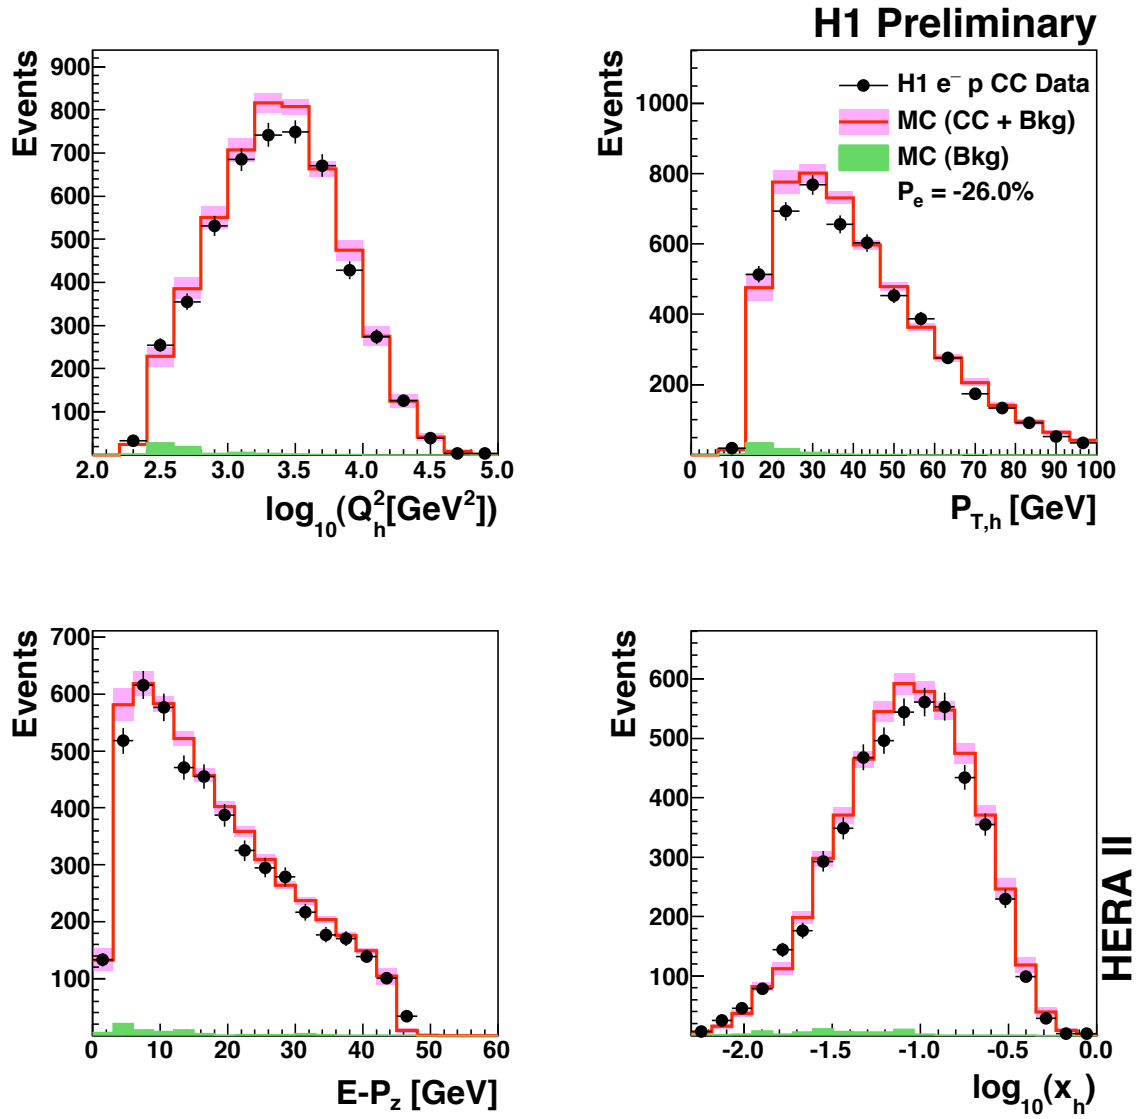 H1 Preliminary
Events
900
800
700
600
500
400
300
200
100
2.0 2.5 3.0 3.5 4.0 4.5 5.0
log₁₀(Q²ₕ[GeV²])
Events
1000
800
600
400
200
0 10 20 30 40 50 60 70 80 90 100
P_T,h [GeV]
H1 e⁻ p CC Data
MC (CC + Bkg)
MC (Bkg)
Pₑ = -26.0%
Events
700
600
500
400
300
200
100
0 10 20 30 40 50 60
E-P_z [GeV]
Events
600
500
400
300
200
100
-2.0 -1.5 -1.0 -0.5 0.0
log₁₀(xₕ)
HERA II